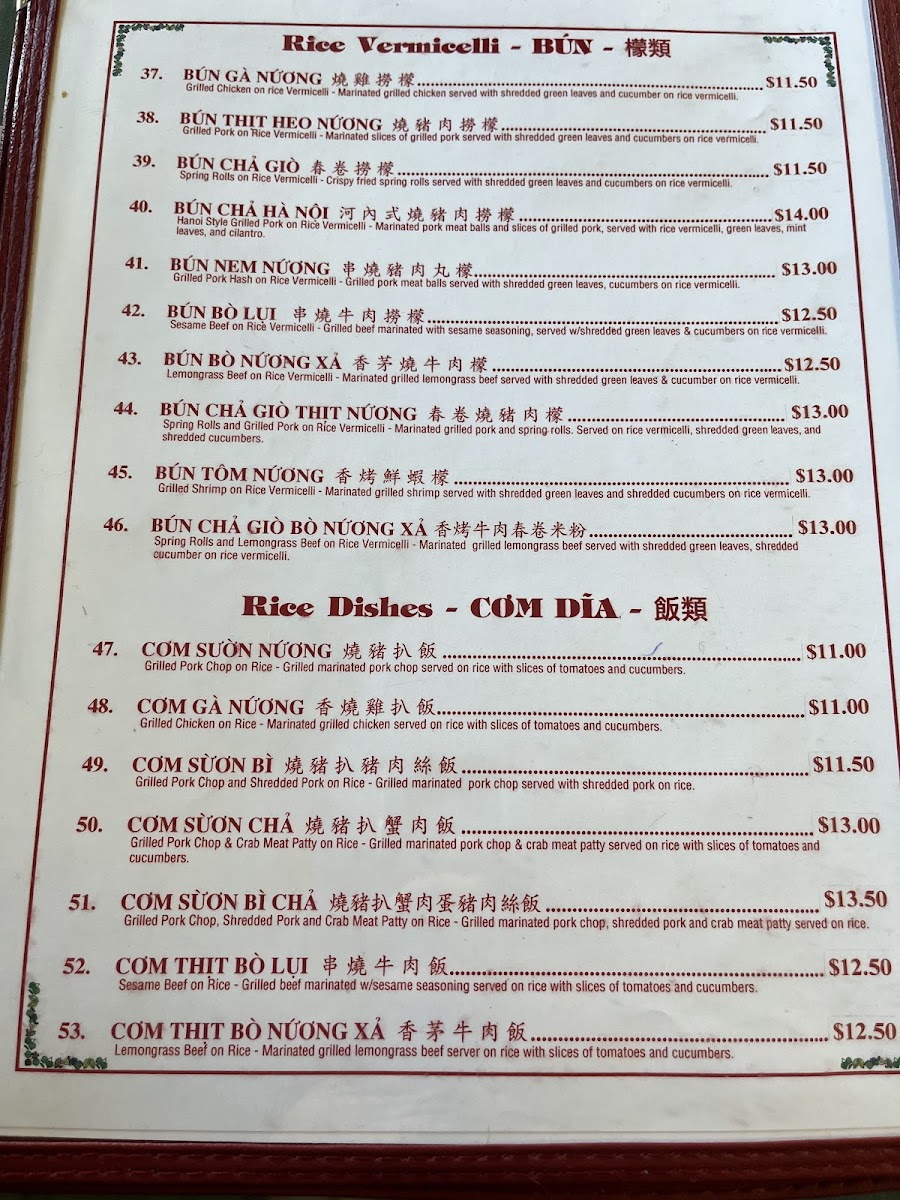 Rice Vermicelli - BÚN - 檬類
37. BÚN GÀ NƯƠNG 燒雞撈檬 $11.50
Grilled Chicken on rice Vermicelli - Marinated grilled chicken served with shredded green leaves and cucumber on rice vermicelli.
38. BÚN THIT HEO NƯƠNG 燒豬肉撈檬 $11.50
Grilled Pork on Rice Vermicelli - Marinated slices of grilled pork served with shredded green leaves and cucumbers on rice vermicelli.
39. BÚN CHẢ GIÒ 春卷撈檬 $11.50
Spring Rolls on Rice Vermicelli - Crispy fried spring rolls served with shredded green leaves and cucumbers on rice vermicelli.
40. BÚN CHẢ HÀ NÔI 河內式燒豬肉撈檬 $14.00
Hanoi Style Grilled Pork on Rice Vermicelli - Marinated pork meat balls and slices of grilled pork, served with rice vermicelli, green leaves, mint
leaves, and cilantro.
41. BÚN NEM NƯỚNG 串燒豬肉丸檬 $13.00
Grilled Pork Hash on Rice Vermicelli - Grilled pork meat balls served with shredded green leaves, cucumbers on rice vermicelli.
42. BÚN BÒ LỤI 串燒牛肉撈檬 $12.50
Sesame Beef on Rice Vermicelli - Grilled beef marinated with sesame seasoning, served w/shredded green leaves & cucumbers on rice vermicelli.
43. BÚN BÒ NƯỚNG XẢ 香茅燒牛肉檬 $12.50
Lemongrass Beef on Rice Vermicelli - Marinated grilled lemongrass beef served with shredded green leaves & cucumber on rice vermicelli.
44. BÚN CHẢ GIÒ THỊT NƯỚNG 春卷燒豬肉檬 $13.00
Spring Rolls and Grilled Pork on Rice Vermicelli - Marinated grilled pork and spring rolls. Served on rice vermicelli, shredded green leaves, and
shredded cucumbers.
45. BÚN TÔM NƯỚNG 香烤鮮蝦檬 $13.00
Grilled Shrimp on Rice Vermicelli - Marinated grilled shrimp served with shredded green leaves and shredded cucumbers on rice vermicelli.
46. BÚN CHẢ GIÒ BÒ NƯỚNG XẢ 香烤牛肉春卷米粉 $13.00
Spring Rolls and Lemongrass Beef on Rice Vermicelli - Marinated grilled lemongrass beef served with shredded green leaves, shredded
cucumber on rice vermicelli.
Rice Dishes - CƠM DĨA - 飯類
47. CƠM SƯỜN NƯỚNG 燒豬扒飯 $11.00
Grilled Pork Chop on Rice - Grilled marinated pork chop served on rice with slices of tomatoes and cucumbers.
48. CƠM GÀ NƯỚNG 香燒雞扒飯 $11.00
Grilled Chicken on Rice - Marinated grilled chicken served on rice with slices of tomatoes and cucumbers.
49. CƠM SỪƠN BÌ 燒豬扒豬肉絲飯 $11.50
Grilled Pork Chop and Shredded Pork on Rice - Grilled marinated pork chop served with shredded pork on rice.
50. CƠM SỪƠN CHẢ 燒豬扒蟹肉飯 $13.00
Grilled Pork Chop & Crab Meat Patty on Rice - Grilled marinated pork chop & crab meat patty served on rice with slices of tomatoes and
cucumbers.
51. CƠM SỪƠN BÌ CHẢ 燒豬扒蟹肉蛋豬肉絲飯 $13.50
Grilled Pork Chop, Shredded Pork and Crab Meat Patty on Rice - Grilled marinated pork chop, shredded pork and crab meat patty served on rice.
52. CƠM THỊT BÒ LỤI 串燒牛肉飯 $12.50
Sesame Beef on Rice - Grilled beef marinated w/sesame seasoning served on rice with slices of tomatoes and cucumbers.
53. CƠM THỊT BÒ NƯỚNG XẢ 香茅牛肉飯 $12.50
Lemongrass Beef on Rice - Marinated grilled lemongrass beef server on rice with slices of tomatoes and cucumbers.